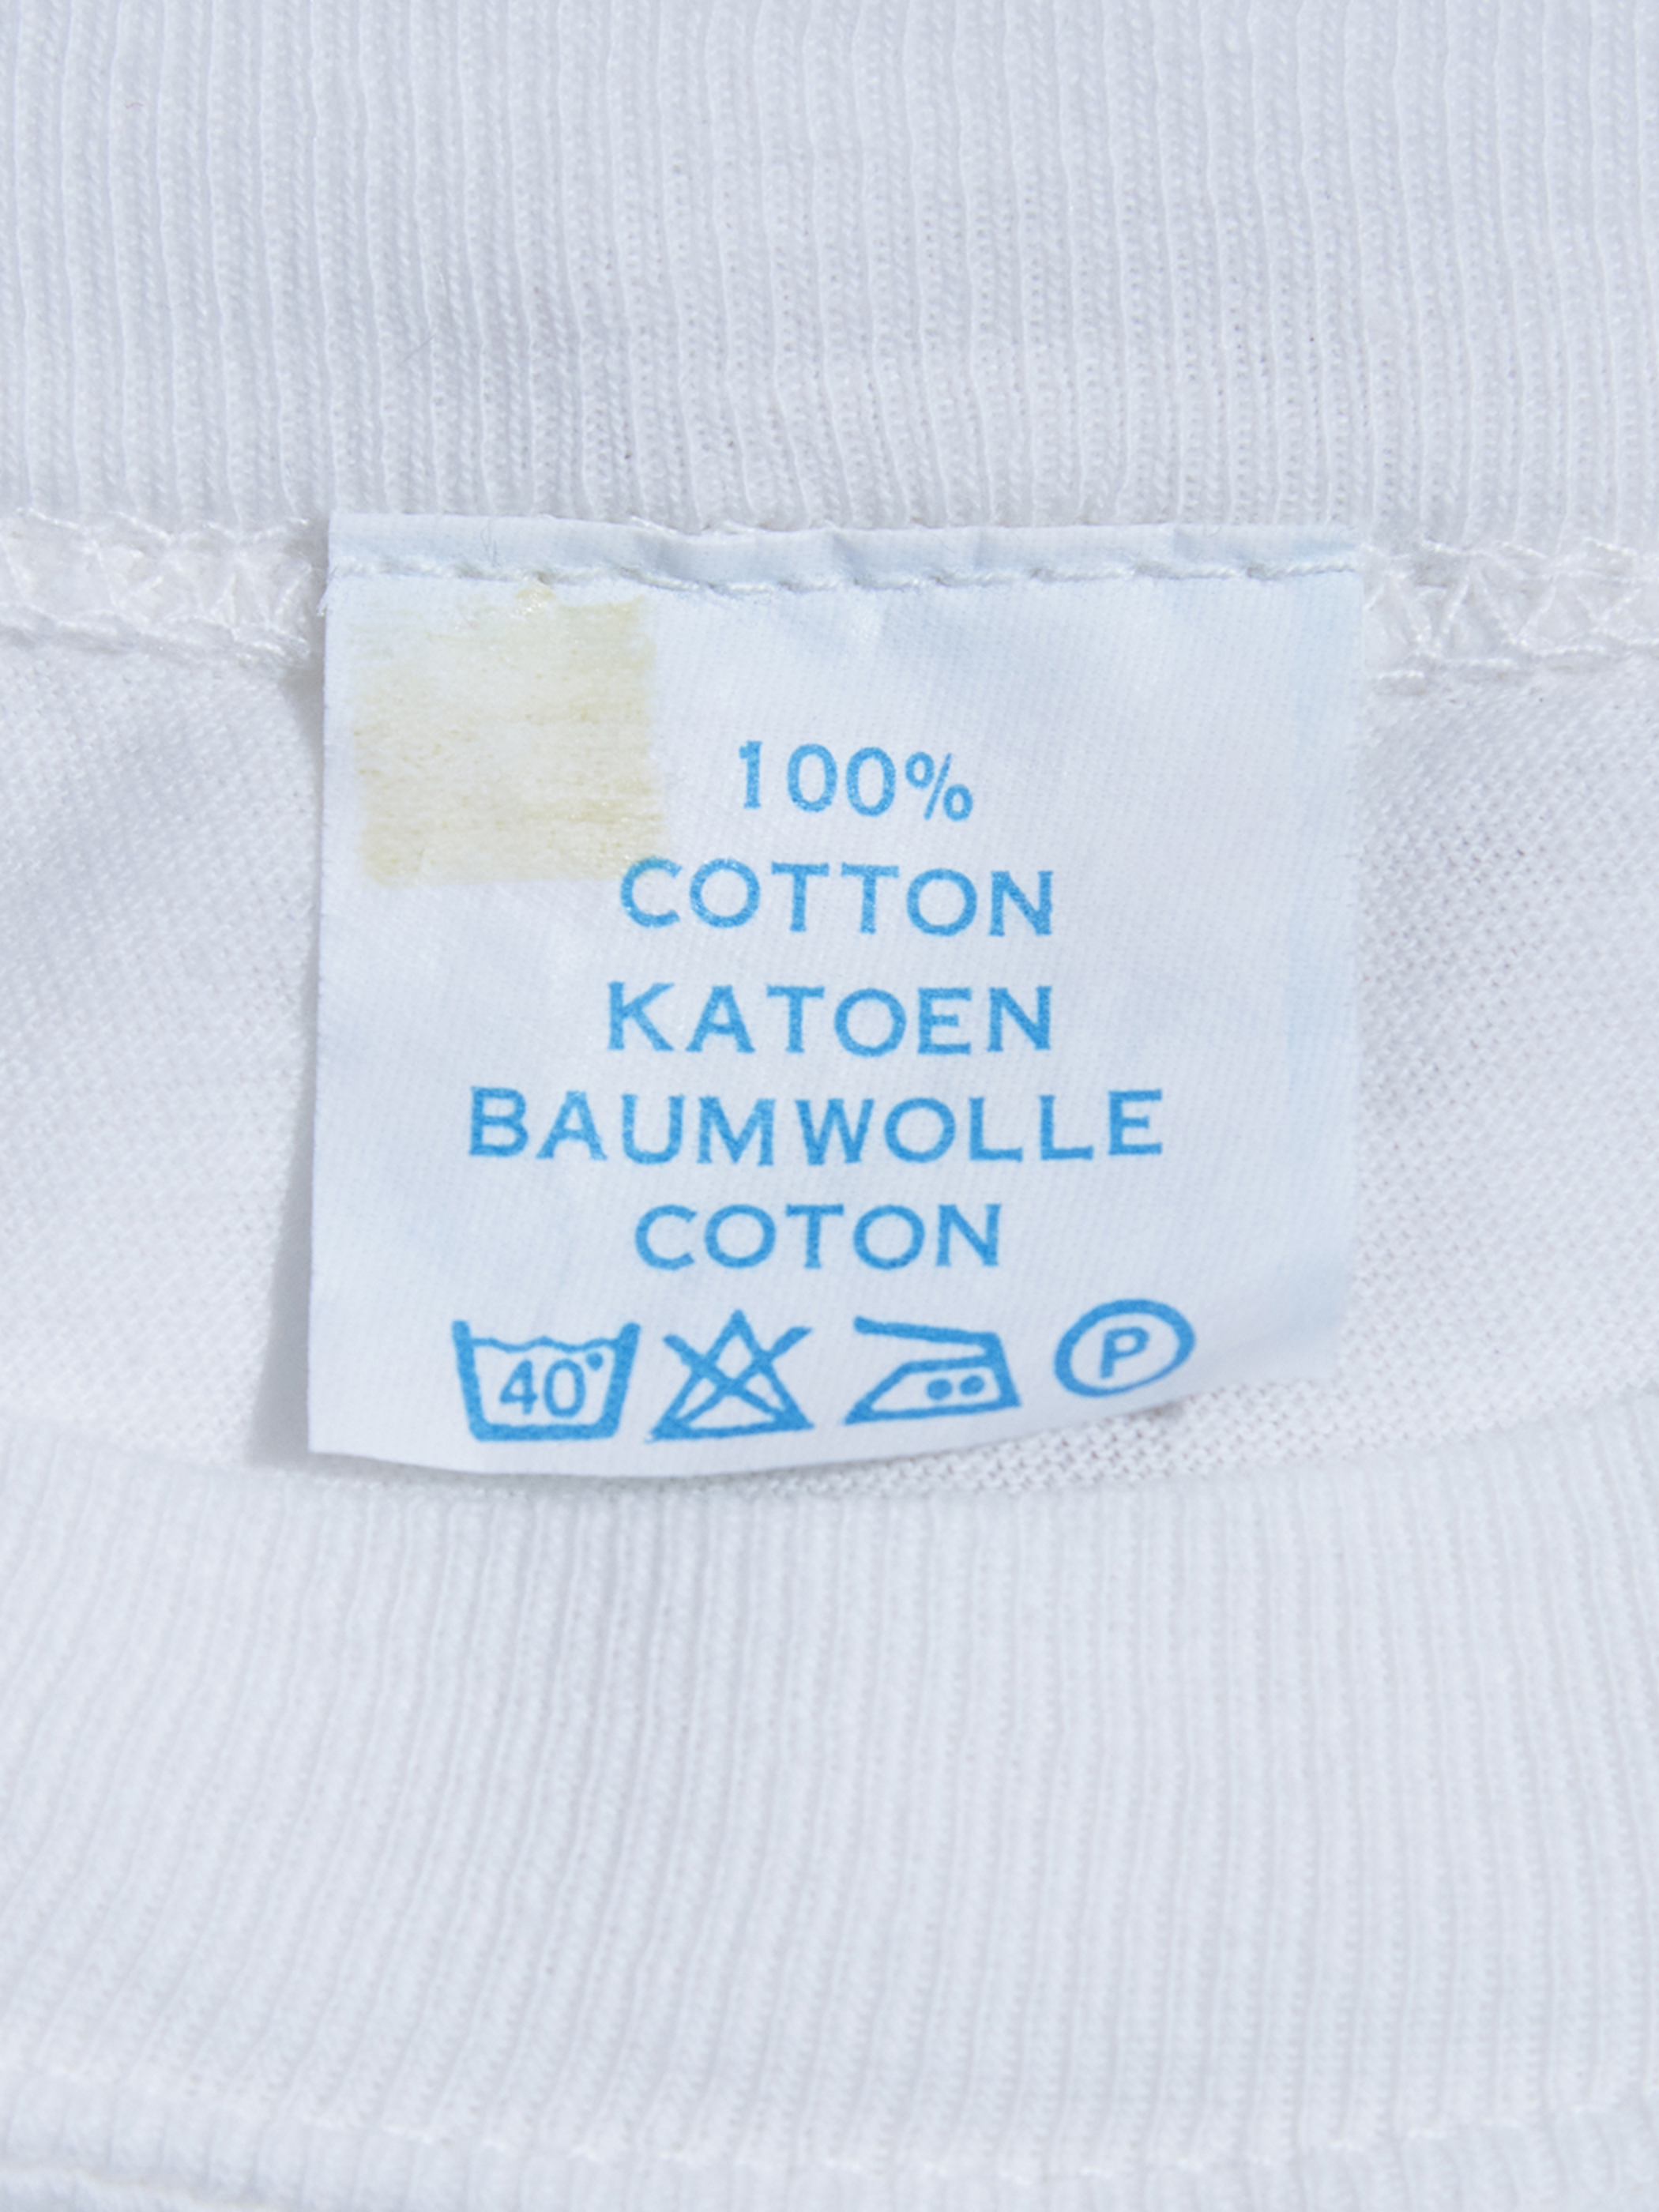 100%
COTTON
KATOEN
BAUMWOLLE
COTON
40° P